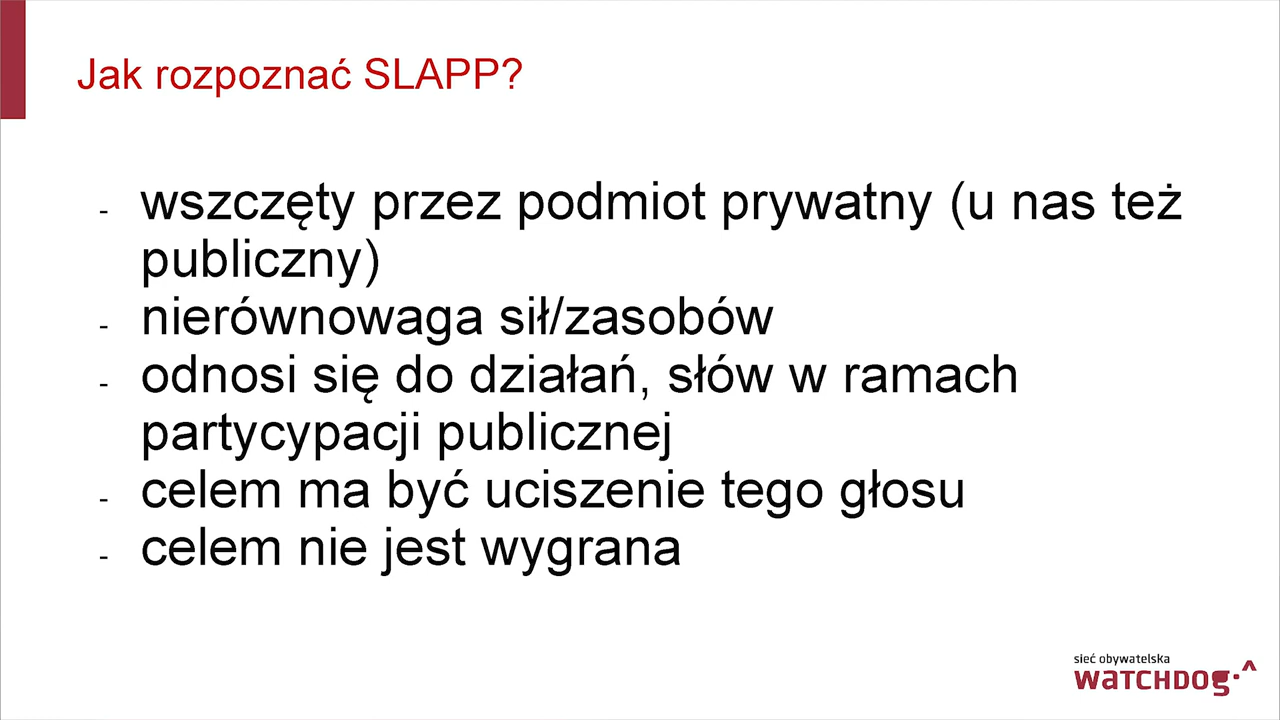 Jak rozpoznać SLAPP?
- wszczęty przez podmiot prywatny (u nas też
publiczny)
- nierównowaga sił/zasobów
- odnosi się do działań, słów w ramach
partycypacji publicznej
- celem ma być uciszenie tego głosu
- celem nie jest wygrana
sieć obywatelska
WaTCHDOg.^